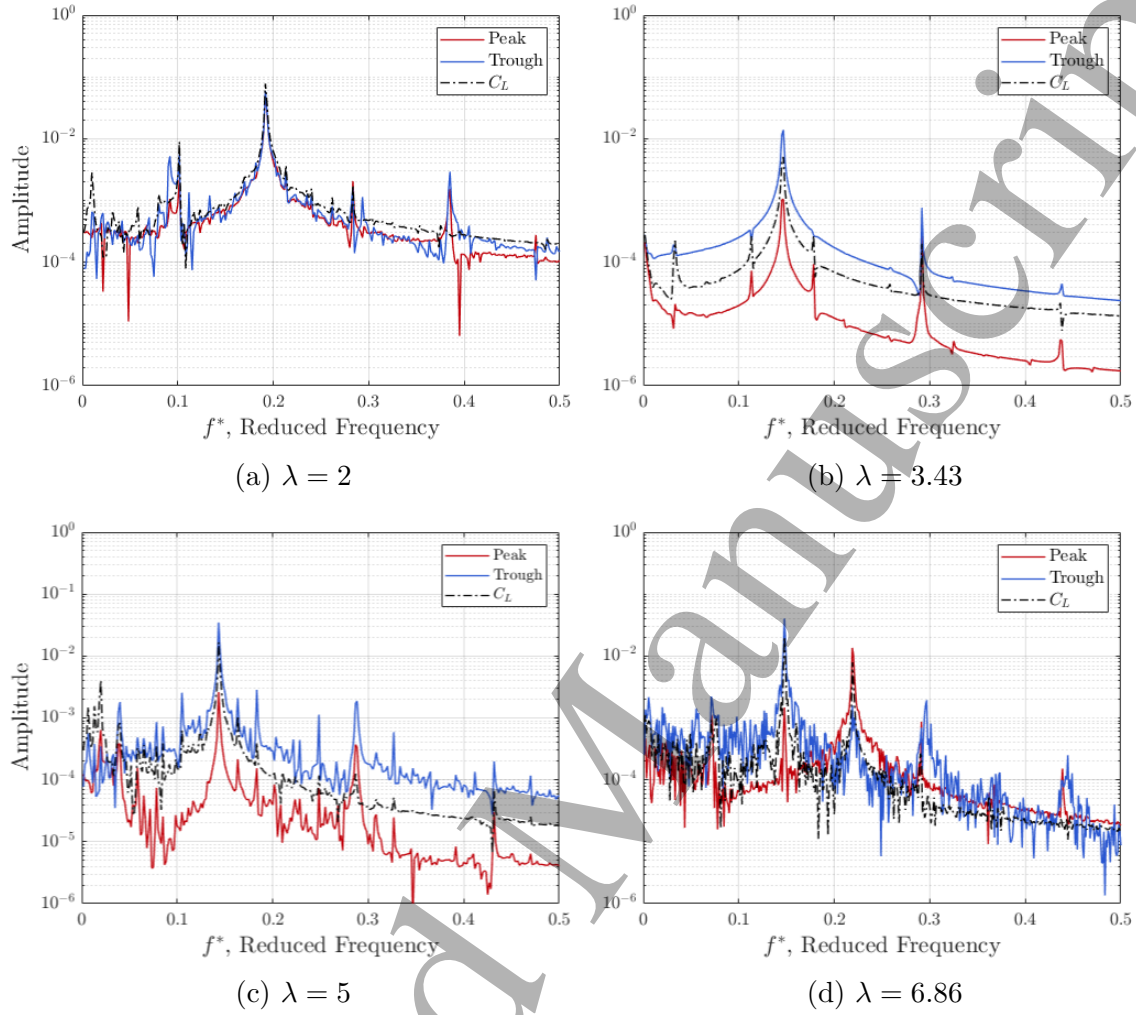 10^0
10^-2
10^-4
10^-6
Amplitude
Peak
Trough
C_L
0 0.1 0.2 0.3 0.4 0.5
f*, Reduced Frequency
(a) λ = 2
10^0
10^-2
10^-4
10^-6
Peak
Trough
C_L
0 0.1 0.2 0.3 0.4 0.5
f*, Reduced Frequency
(b) λ = 3.43
10^0
10^-1
10^-2
10^-3
10^-4
10^-5
10^-6
Amplitude
Peak
Trough
C_L
0 0.1 0.2 0.3 0.4 0.5
f*, Reduced Frequency
(c) λ = 5
10^0
10^-2
10^-4
10^-6
Peak
Trough
C_L
0 0.1 0.2 0.3 0.4 0.5
f*, Reduced Frequency
(d) λ = 6.86
d Manuscrip